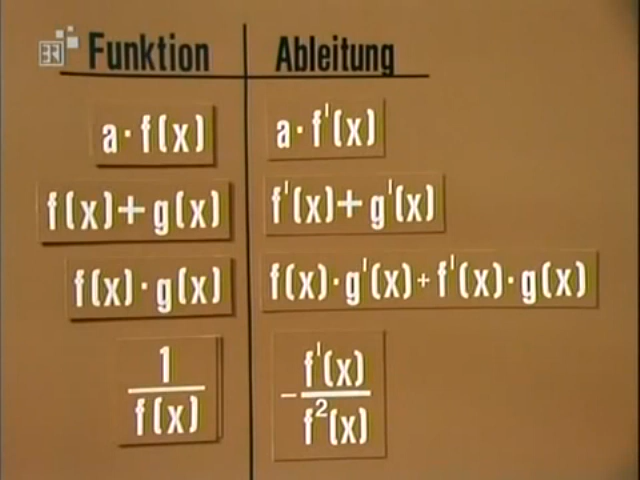 Funktion Ableitung
a · f(x) a · f'(x)
f(x)+g(x) f'(x)+g'(x)
f(x) · g(x) f(x) · g'(x) + f'(x) · g(x)
1/f(x) -f'(x)/f²(x)